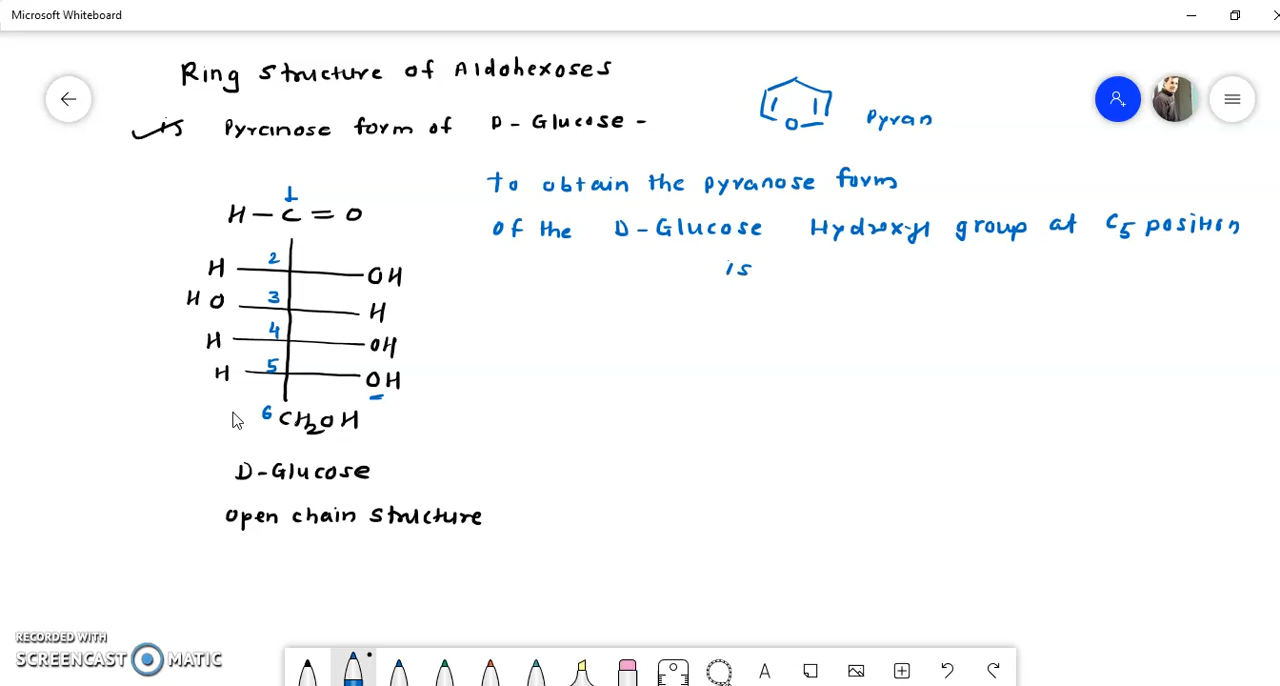 Microsoft Whiteboard
Ring structure of Aldohexoses
is Pyranose form of D-Glucose -
O
Pyran
to obtain the pyranose form
of the D-Glucose Hydroxyl group at C5 position
is
1
H-C=O
H 2 OH
HO 3 H
H 4 OH
H 5 OH
6 CH2OH
D-Glucose
open chain structure
RECORDED WITH
SCREENCAST MATIC
A